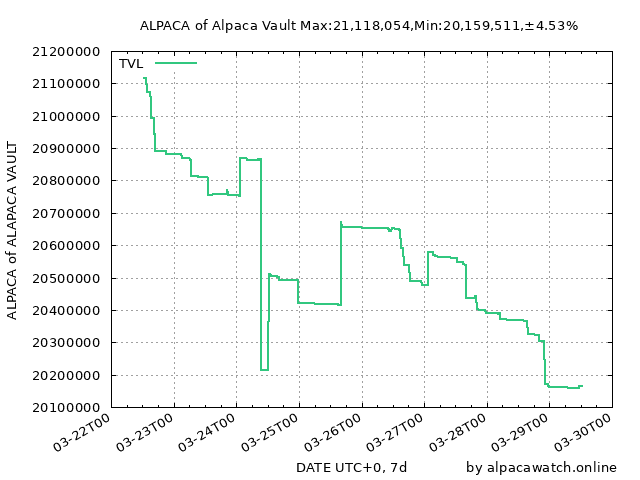 ALPACA of Alpaca Vault Max:21,118,054,Min:20,159,511,±4.53%
21200000
TVL
21100000
21000000
20900000
20800000
20700000
20600000
20500000
20400000
20300000
20200000
20100000
ALPACA of ALAPACA VAULT
03-22T00
03-23T00
03-24T00
03-25T00
03-26T00
03-27T00
03-28T00
03-29T00
03-30T00
DATE UTC+0, 7d
by alpacawatch.online